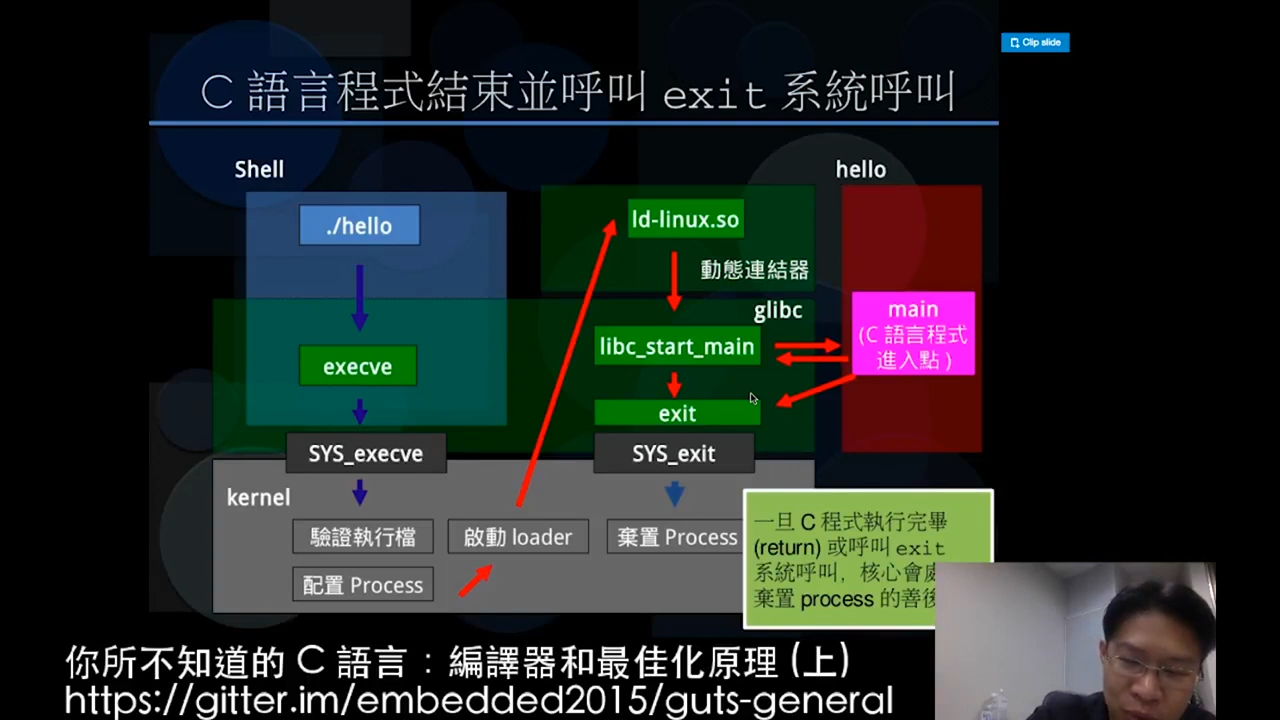 Clip slide
C 語言程式結束並呼叫 exit 系統呼叫
Shell
hello
./hello
ld-linux.so
動態連結器
glibc
main
(C 語言程式
進入點 )
libc_start_main
execve
exit
SYS_execve
SYS_exit
kernel
驗證執行檔
啟動 loader
棄置 Process
配置 Process
一旦 C 程式執行完畢
(return) 或呼叫 exit
系統呼叫, 核心會
棄置 process 的善
你所不知道的 C 語言：編譯器和最佳化原理 (上)
https://gitter.im/embedded2015/guts-general